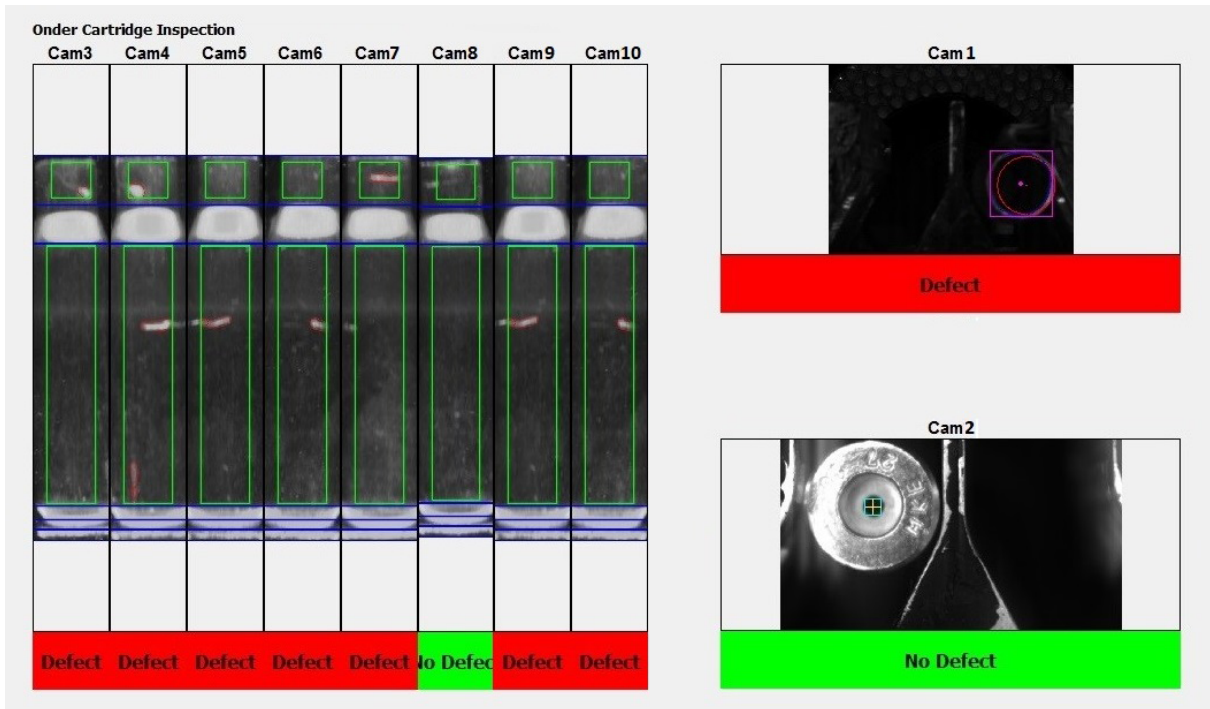 Onder Cartridge Inspection
Cam3 Cam4 Cam5 Cam6 Cam7 Cam8 Cam9 Cam10
Defect Defect Defect Defect Defect No Defec Defect Defect
Cam1
Defect
Cam2
No Defect